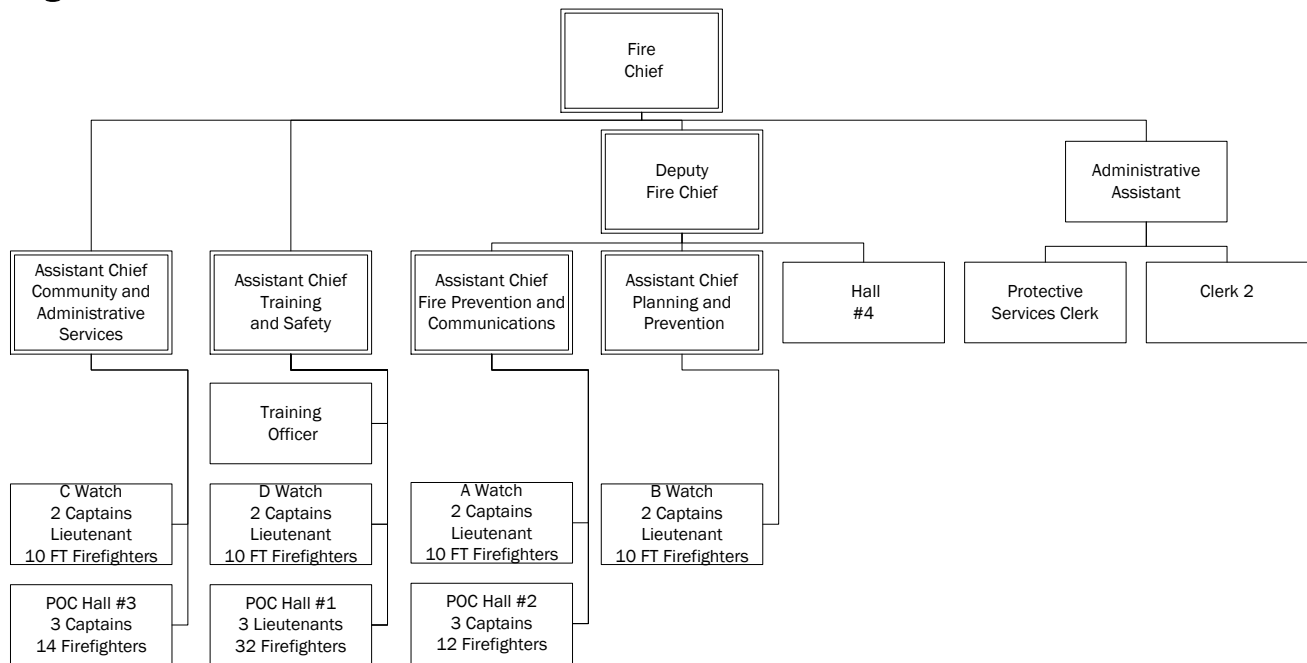 Fire
Chief
Deputy
Fire Chief
Administrative
Assistant
Assistant Chief
Community and
Administrative
Services
Assistant Chief
Training
and Safety
Assistant Chief
Fire Prevention and
Communications
Assistant Chief
Planning and
Prevention
Hall
#4
Protective
Services Clerk
Clerk 2
Training
Officer
C Watch
2 Captains
Lieutenant
10 FT Firefighters
D Watch
2 Captains
Lieutenant
10 FT Firefighters
A Watch
2 Captains
Lieutenant
10 FT Firefighters
B Watch
2 Captains
Lieutenant
10 FT Firefighters
POC Hall #3
3 Captains
14 Firefighters
POC Hall #1
3 Lieutenants
32 Firefighters
POC Hall #2
3 Captains
12 Firefighters